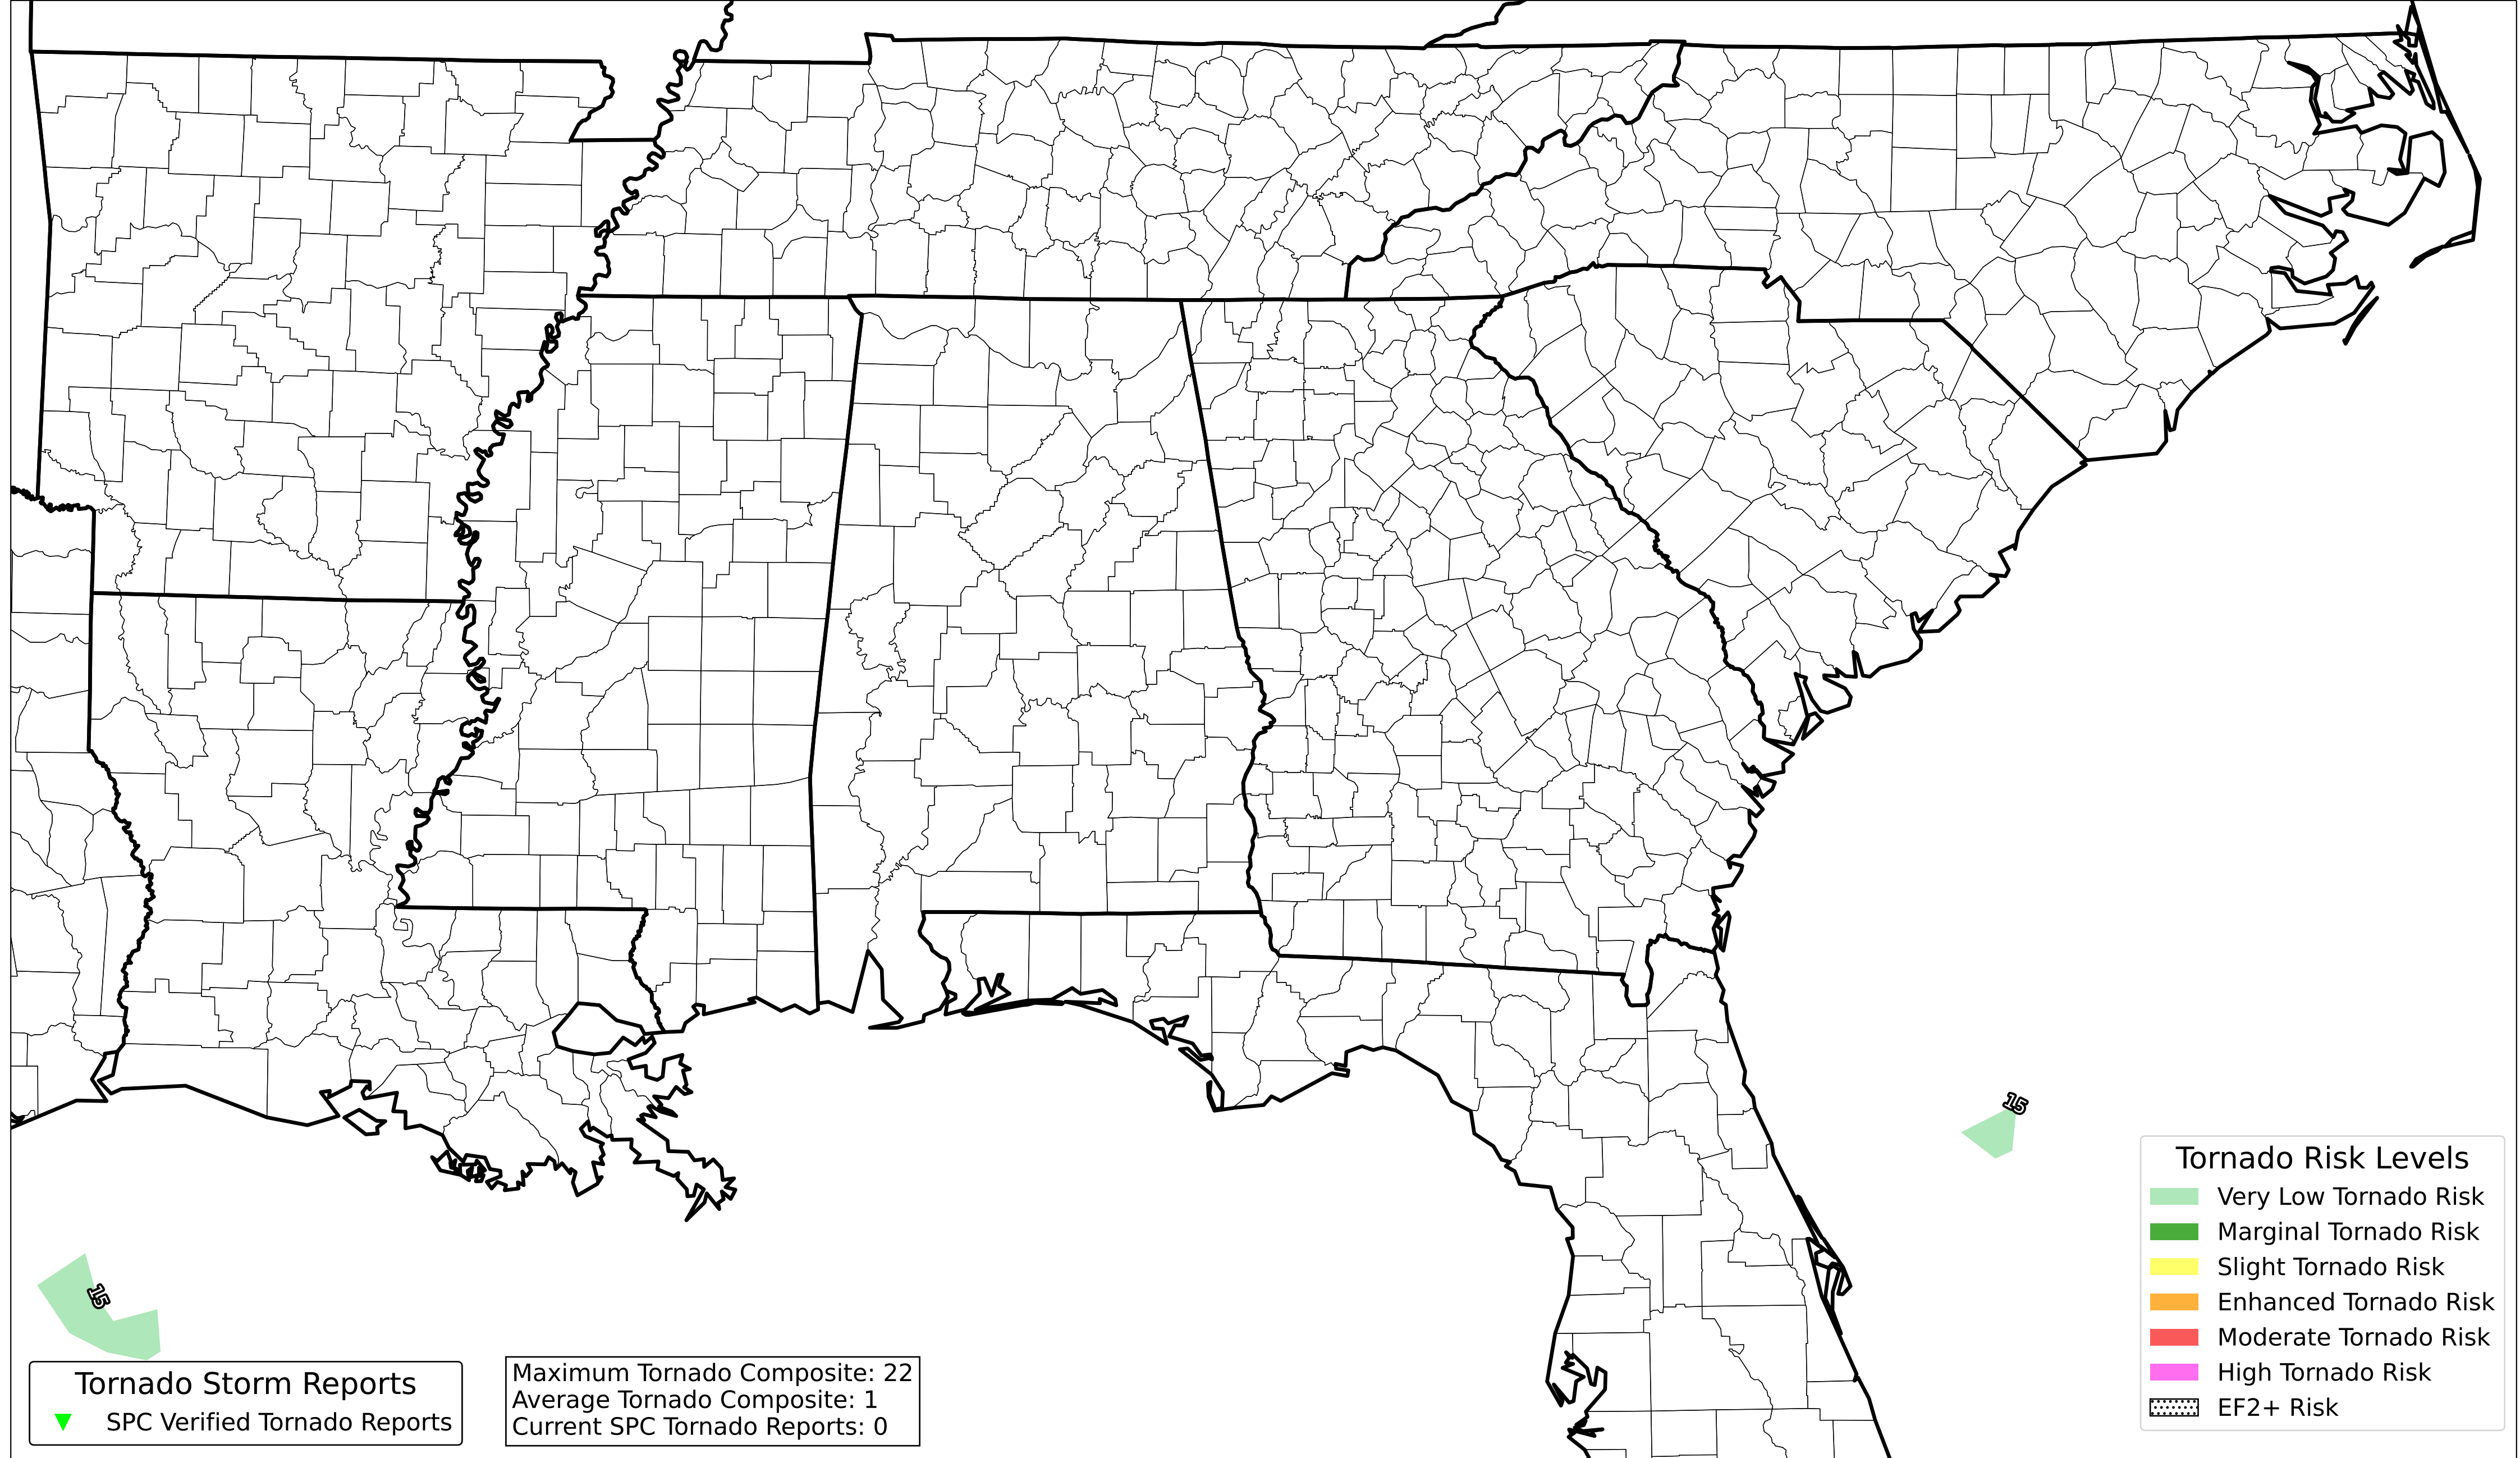 15
15
Tornado Risk Levels
Very Low Tornado Risk
Marginal Tornado Risk
Slight Tornado Risk
Enhanced Tornado Risk
Moderate Tornado Risk
High Tornado Risk
EF2+ Risk
Tornado Storm Reports
SPC Verified Tornado Reports
Maximum Tornado Composite: 22
Average Tornado Composite: 1
Current SPC Tornado Reports: 0